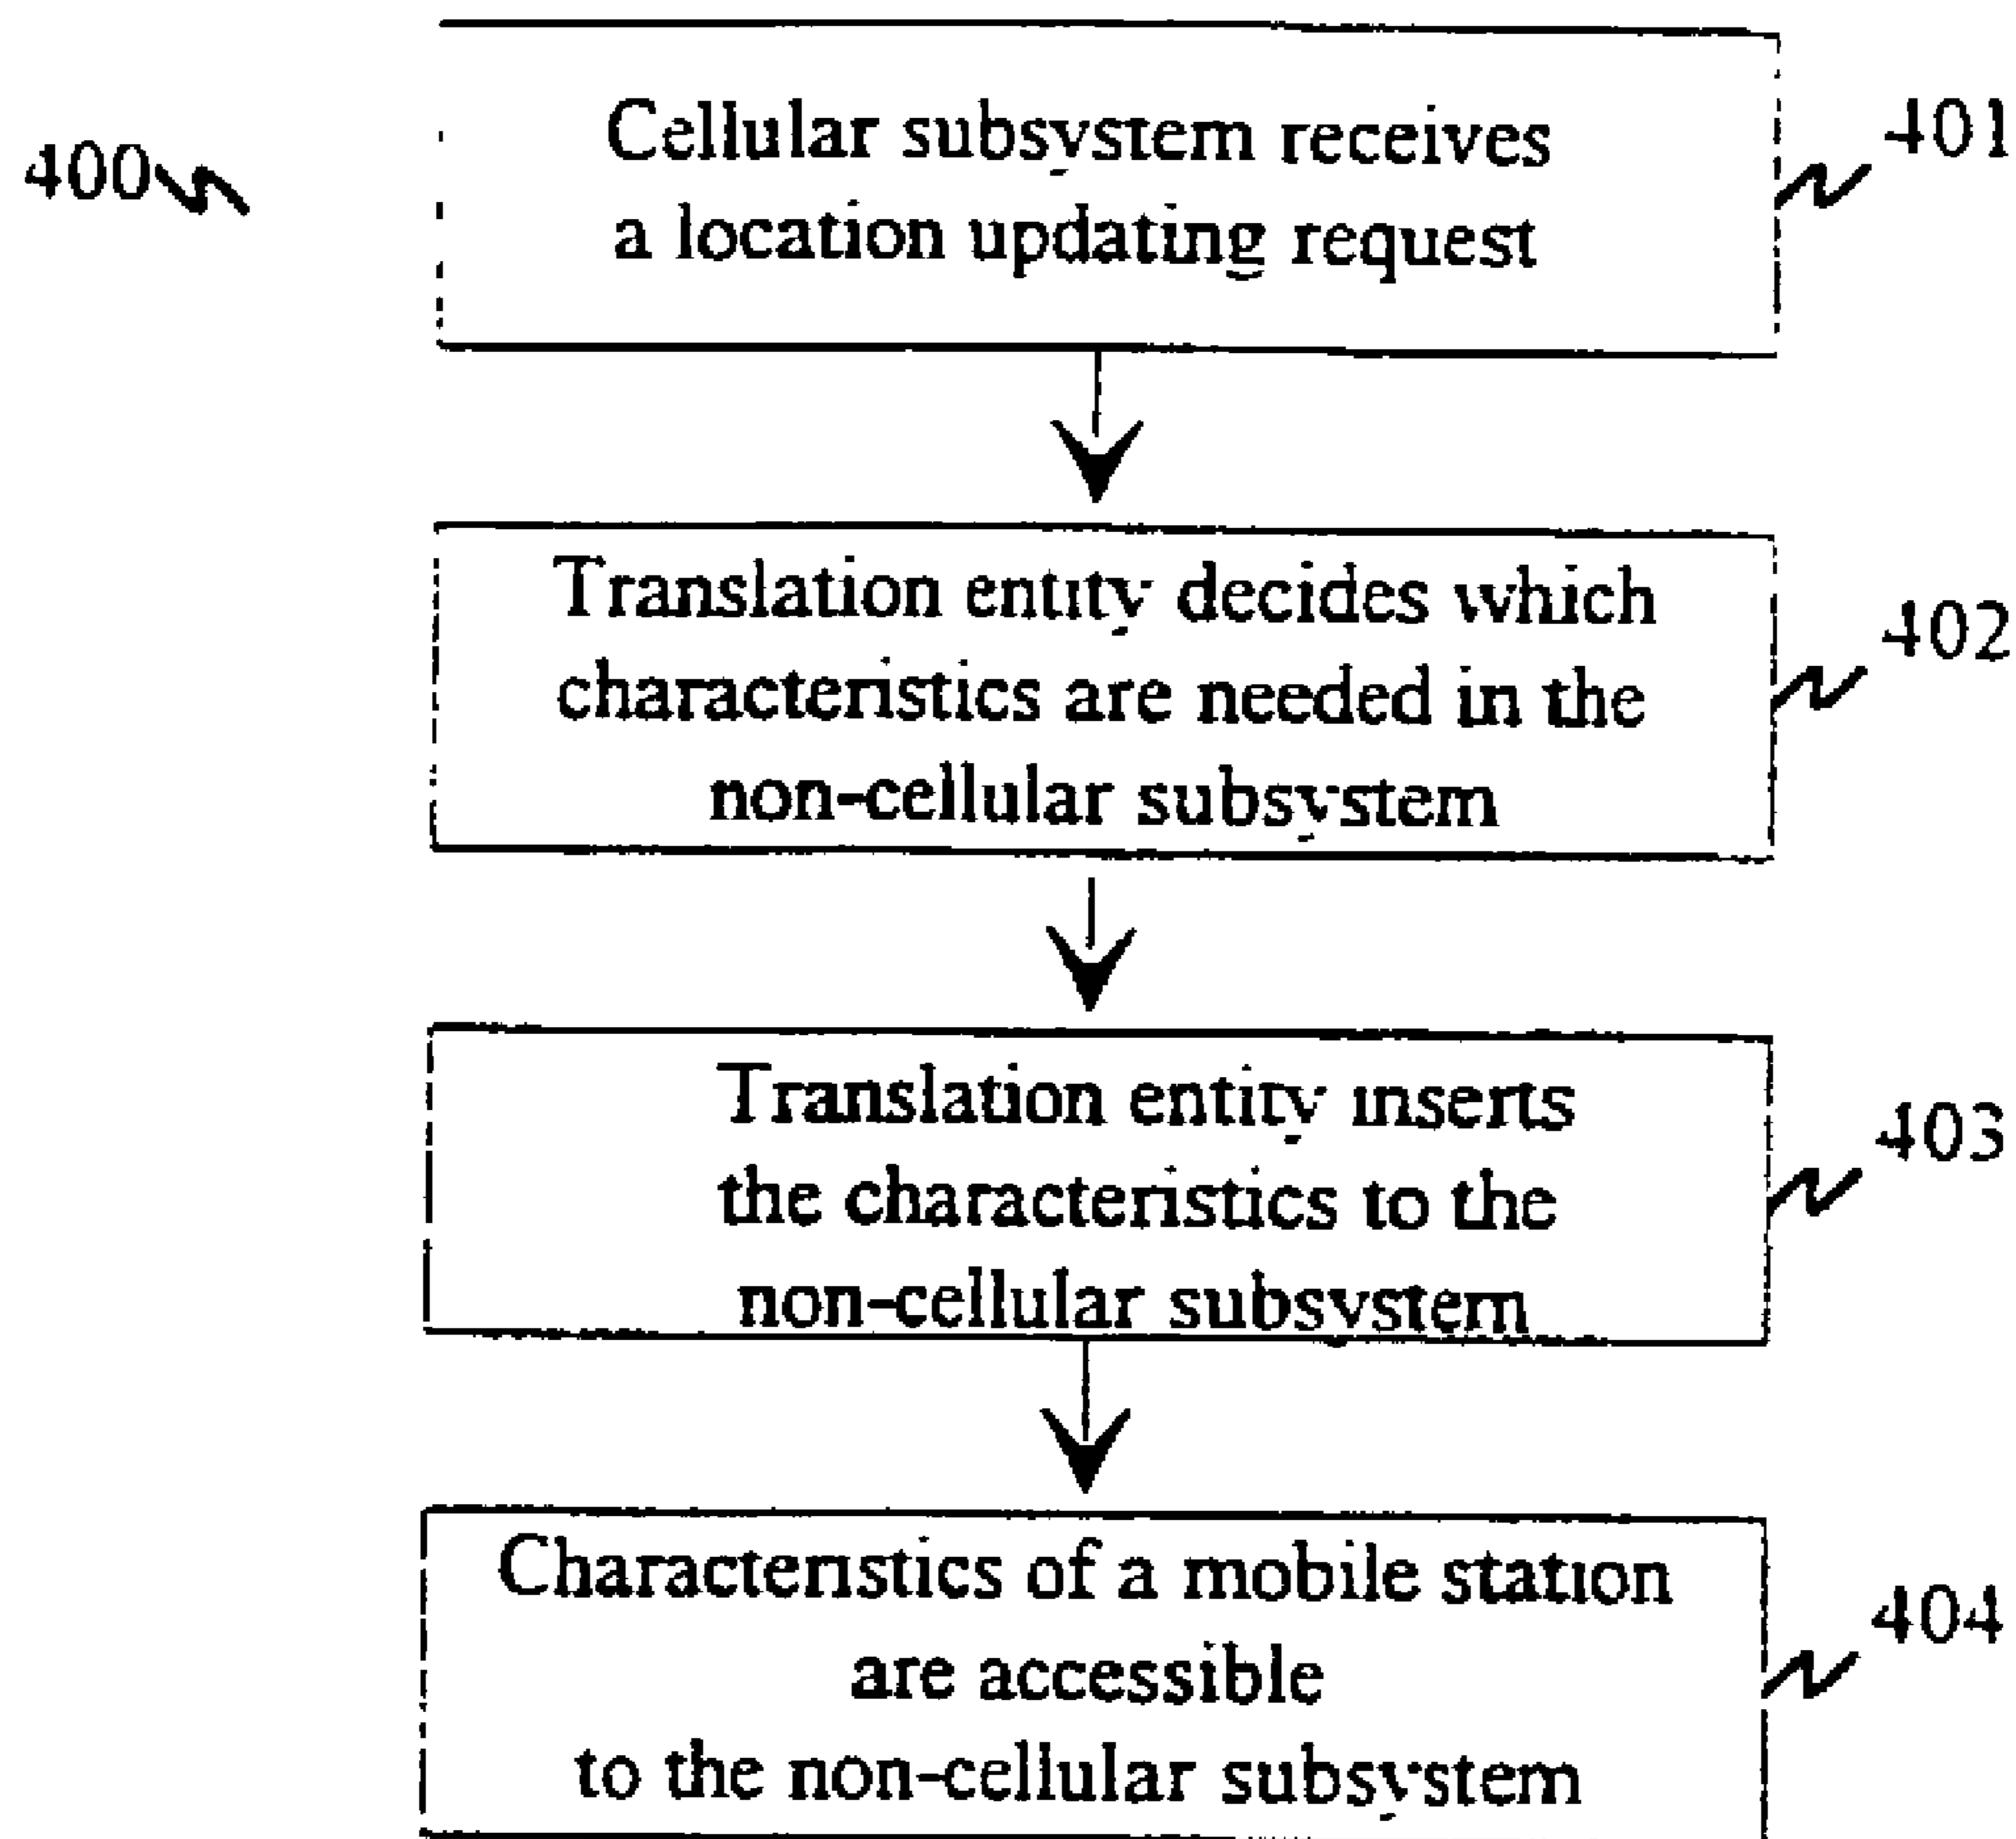 400
Cellular subsystem receives
a location updating request
401
Translation entity decides which
characteristics are needed in the
non-cellular subsystem
402
Translation entity inserts
the characteristics to the
non-cellular subsystem
403
Characteristics of a mobile station
are accessible
to the non-cellular subsystem
404